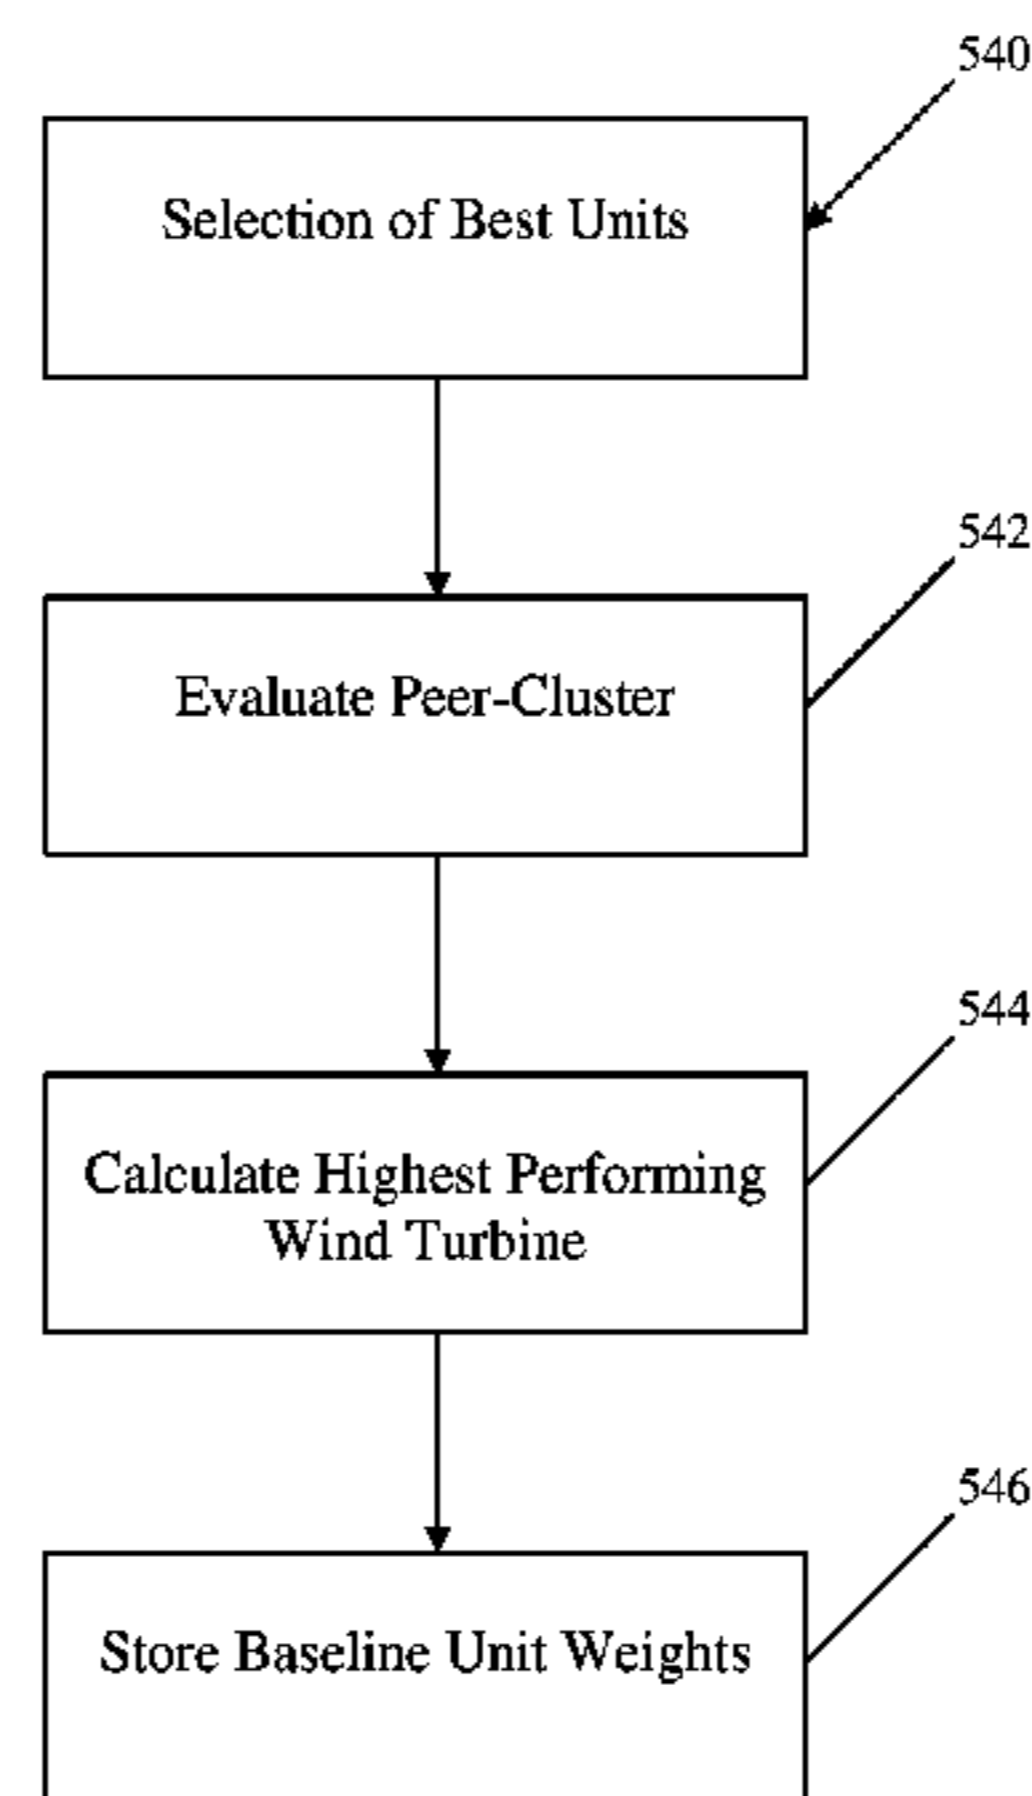 540
Selection of Best Units
542
Evaluate Peer-Cluster
544
Calculate Highest Performing
Wind Turbine
546
Store Baseline Unit Weights